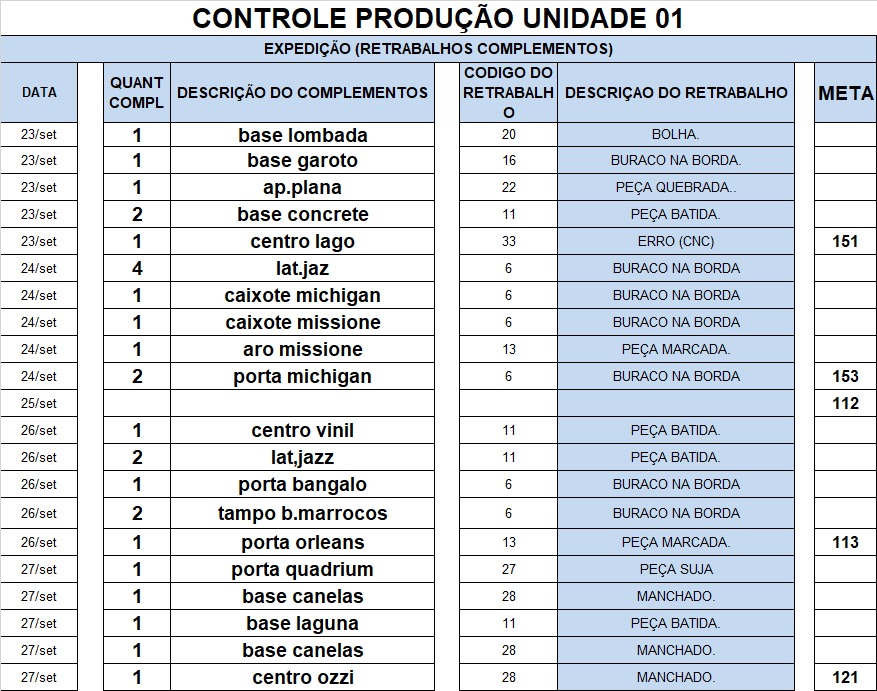 CONTROLE PRODUÇÃO UNIDADE 01
EXPEDIÇÃO (RETRABALHOS COMPLEMENTOS)
DATA QUANT COMPL DESCRIÇÃO DO COMPLEMENTOS CODIGO DO RETRABALHO DESCRIÇAO DO RETRABALHO META
23/set 1 base lombada 20 BOLHA.
23/set 1 base garoto 16 BURACO NA BORDA.
23/set 1 ap.plana 22 PEÇA QUEBRADA..
23/set 2 base concrete 11 PEÇA BATIDA.
23/set 1 centro lago 33 ERRO (CNC) 151
24/set 4 lat.jaz 6 BURACO NA BORDA
24/set 1 caixote michigan 6 BURACO NA BORDA
24/set 1 caixote missione 6 BURACO NA BORDA
24/set 1 aro missione 13 PEÇA MARCADA.
24/set 2 porta michigan 6 BURACO NA BORDA 153
25/set 112
26/set 1 centro vinil 11 PEÇA BATIDA.
26/set 2 lat,jazz 11 PEÇA BATIDA.
26/set 1 porta bangalo 6 BURACO NA BORDA
26/set 2 tampo b.marrocos 6 BURACO NA BORDA
26/set 1 porta orleans 13 PEÇA MARCADA. 113
27/set 1 porta quadrium 27 PEÇA SUJA
27/set 1 base canelas 28 MANCHADO.
27/set 1 base laguna 11 PEÇA BATIDA.
27/set 1 base canelas 28 MANCHADO.
27/set 1 centro ozzi 28 MANCHADO. 121